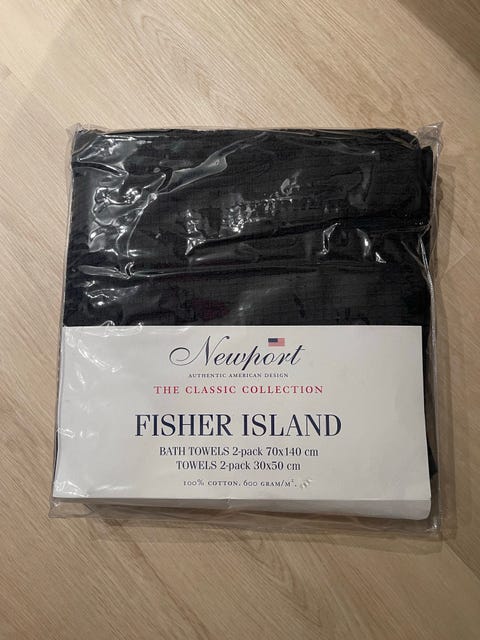 Newport
AUTHENTIC AMERICAN DESIGN
THE CLASSIC COLLECTION
FISHER ISLAND
BATH TOWELS 2-pack 70x140 cm
TOWELS 2-pack 30x50 cm
100% COTTON, 600 GRAM/M².